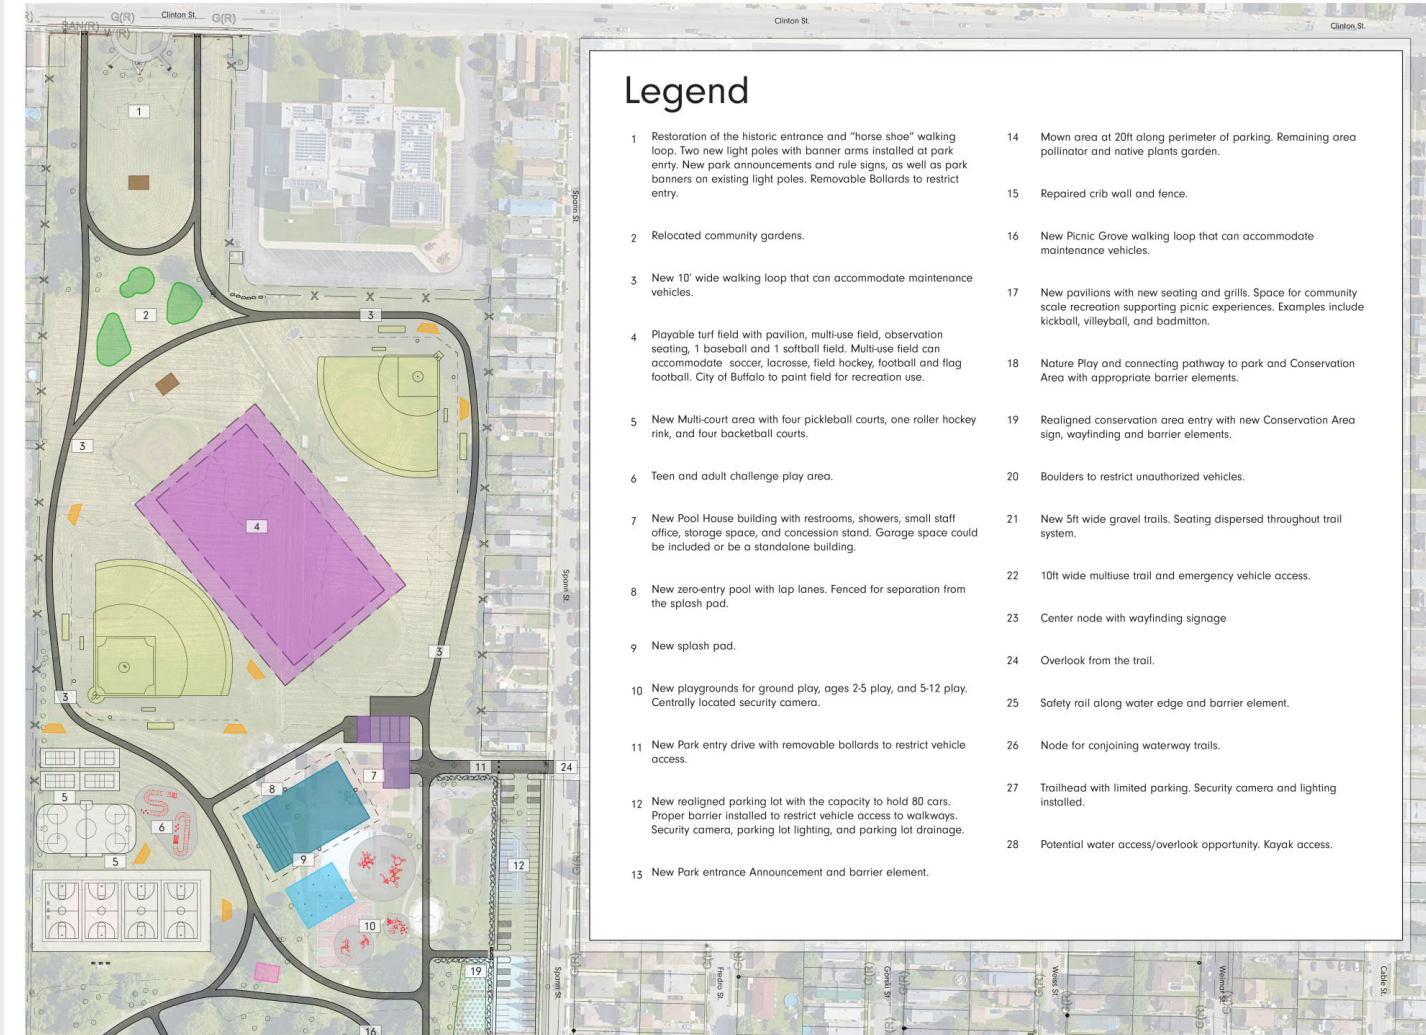 G(R)
Clinton St.
G(R)
SAN(R)
W(R)
Clinton St.
Clinton St.
Legend
1 Restoration of the historic entrance and "horse shoe" walking
loop. Two new light poles with banner arms installed at park
enrty. New park announcements and rule signs, as well as park
banners on existing light poles. Removable Bollards to restrict
entry.
2 Relocated community gardens.
3 New 10' wide walking loop that can accommodate maintenance
vehicles.
4 Playable turf field with pavilion, multi-use field, observation
seating, 1 baseball and 1 softball field. Multi-use field can
accommodate soccer, lacrosse, field hockey, football and flag
football. City of Buffalo to paint field for recreation use.
5 New Multi-court area with four pickleball courts, one roller hockey
rink, and four backetball courts.
6 Teen and adult challenge play area.
7 New Pool House building with restrooms, showers, small staff
office, storage space, and concession stand. Garage space could
be included or be a standalone building.
8 New zero-entry pool with lap lanes. Fenced for separation from
the splash pad.
9 New splash pad.
10 New playgrounds for ground play, ages 2-5 play, and 5-12 play.
Centrally located security camera.
11 New Park entry drive with removable bollards to restrict vehicle
access.
12 New realigned parking lot with the capacity to hold 80 cars.
Proper barrier installed to restrict vehicle access to walkways.
Security camera, parking lot lighting, and parking lot drainage.
13 New Park entrance Announcement and barrier element.
14 Mown area at 20ft along perimeter of parking. Remaining area
pollinator and native plants garden.
15 Repaired crib wall and fence.
16 New Picnic Grove walking loop that can accommodate
maintenance vehicles.
17 New pavilions with new seating and grills. Space for community
scale recreation supporting picnic experiences. Examples include
kickball, villeyball, and badmitton.
18 Nature Play and connecting pathway to park and Conservation
Area with appropriate barrier elements.
19 Realigned conservation area entry with new Conservation Area
sign, wayfinding and barrier elements.
20 Boulders to restrict unauthorized vehicles.
21 New 5ft wide gravel trails. Seating dispersed throughout trail
system.
22 10ft wide multiuse trail and emergency vehicle access.
23 Center node with wayfinding signage
24 Overlook from the trail.
25 Safety rail along water edge and barrier element.
26 Node for conjoining waterway trails.
27 Trailhead with limited parking. Security camera and lighting
installed.
28 Potential water access/overlook opportunity. Kayak access.
1
2
3
3
4
3
3
Spann St.
Spann St.
7
11
24
8
5
6
5
9
12
10
19
16
G(R)
Spann St.
G(R)
Fredro St.
G(R)
G(R)
Gorski St.
G(R)
G(R)
Weiss St.
G(R)
Weimar St.
G(R)
Cable St.